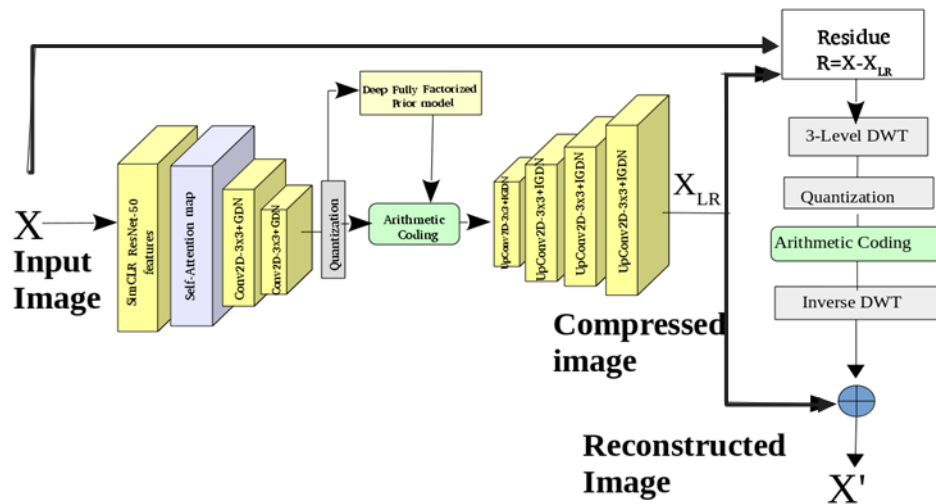 X
Input
Image
SimCLR ResNet-50
features
Self-Attention map
Conv2D-3x3+GDN
Conv2D-3x3+GDN
Quantization
Deep Fully Factorized
Prior model
Arithmetic
Coding
UpConv2D-3x3+IGDN
UpConv2D-3x3+IGDN
UpConv2D-3x3+IGDN
UpConv2D-3x3+IGDN
XLR
Compressed
image
Residue
R=X-XLR
3-Level DWT
Quantization
Arithmetic Coding
Inverse DWT
Reconstructed
Image
X'